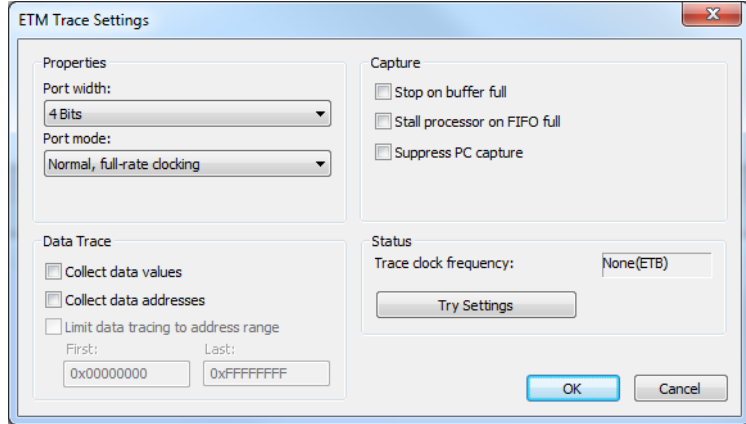 ETM Trace Settings
Properties
Port width:
4 Bits
Port mode:
Normal, full-rate clocking
Capture
Stop on buffer full
Stall processor on FIFO full
Suppress PC capture
Data Trace
Collect data values
Collect data addresses
Limit data tracing to address range
First: Last:
0x00000000 0xFFFFFFFF
Status
Trace clock frequency: None(ETB)
Try Settings
OK Cancel